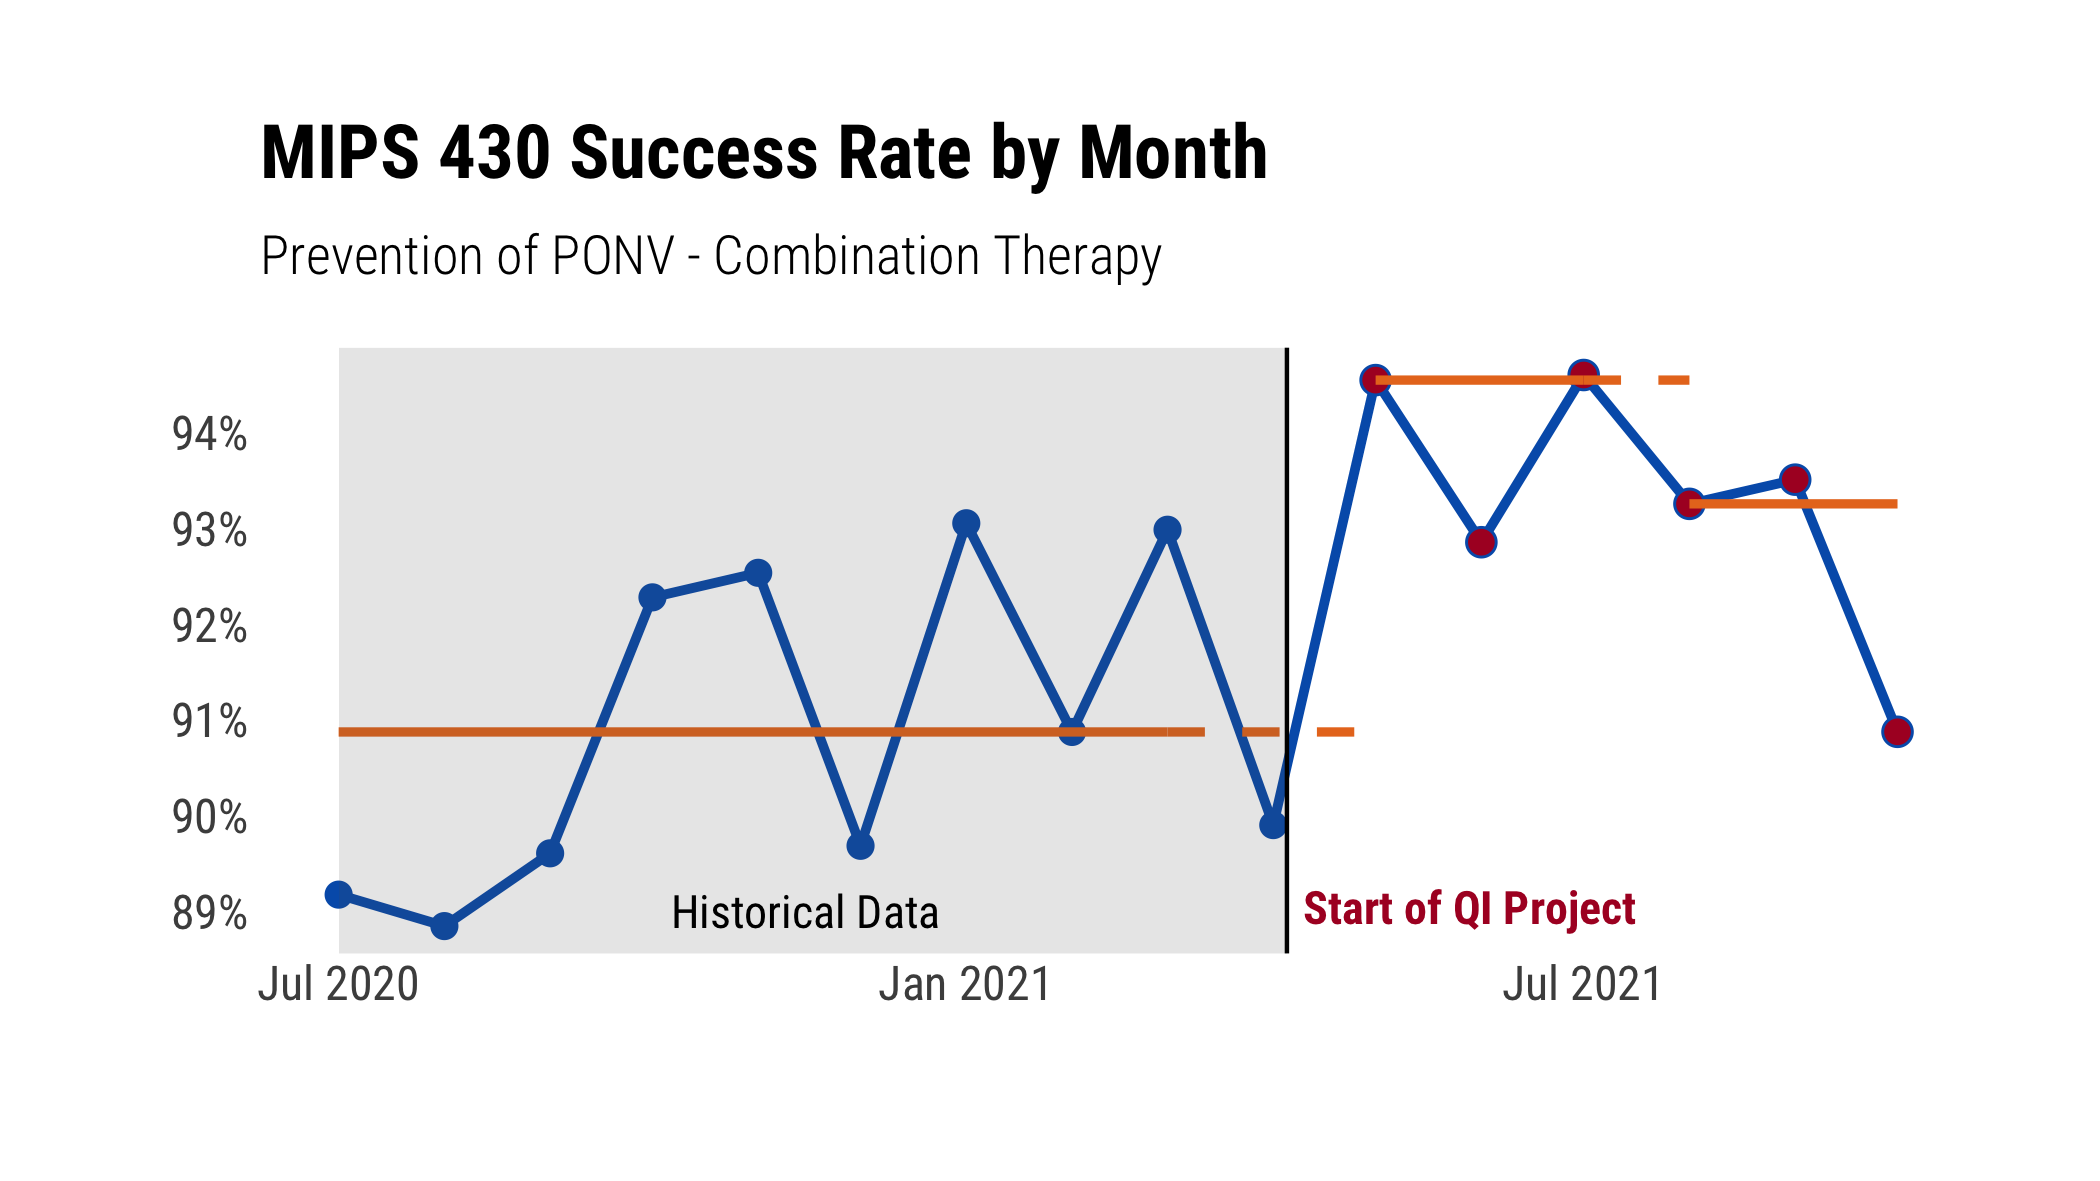 MIPS 430 Success Rate by Month
Prevention of PONV - Combination Therapy
94%
93%
92%
91%
90%
89%
Historical Data
Start of QI Project
Jul 2020
Jan 2021
Jul 2021